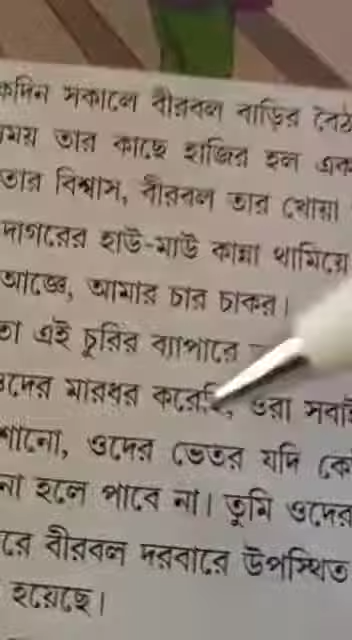 কদিন সকালে বীরবল বাড়ির বৈঠ
ময় তার কাছে হাজির হল এক
তার বিশ্বাস, বীরবল তার খোয়া
দাগরের হাউ-মাউ কান্না থামিয়ে
আজ্ঞে, আমার চার চাকর।
তা এই চুরির ব্যাপারে
ওদের মারধর করেছি, ওরা সবাই
শোনো, ওদের ভেতর যদি কে
না হলে পাবে না। তুমি ওদের
রে বীরবল দরবারে উপস্থিত
হয়েছে।